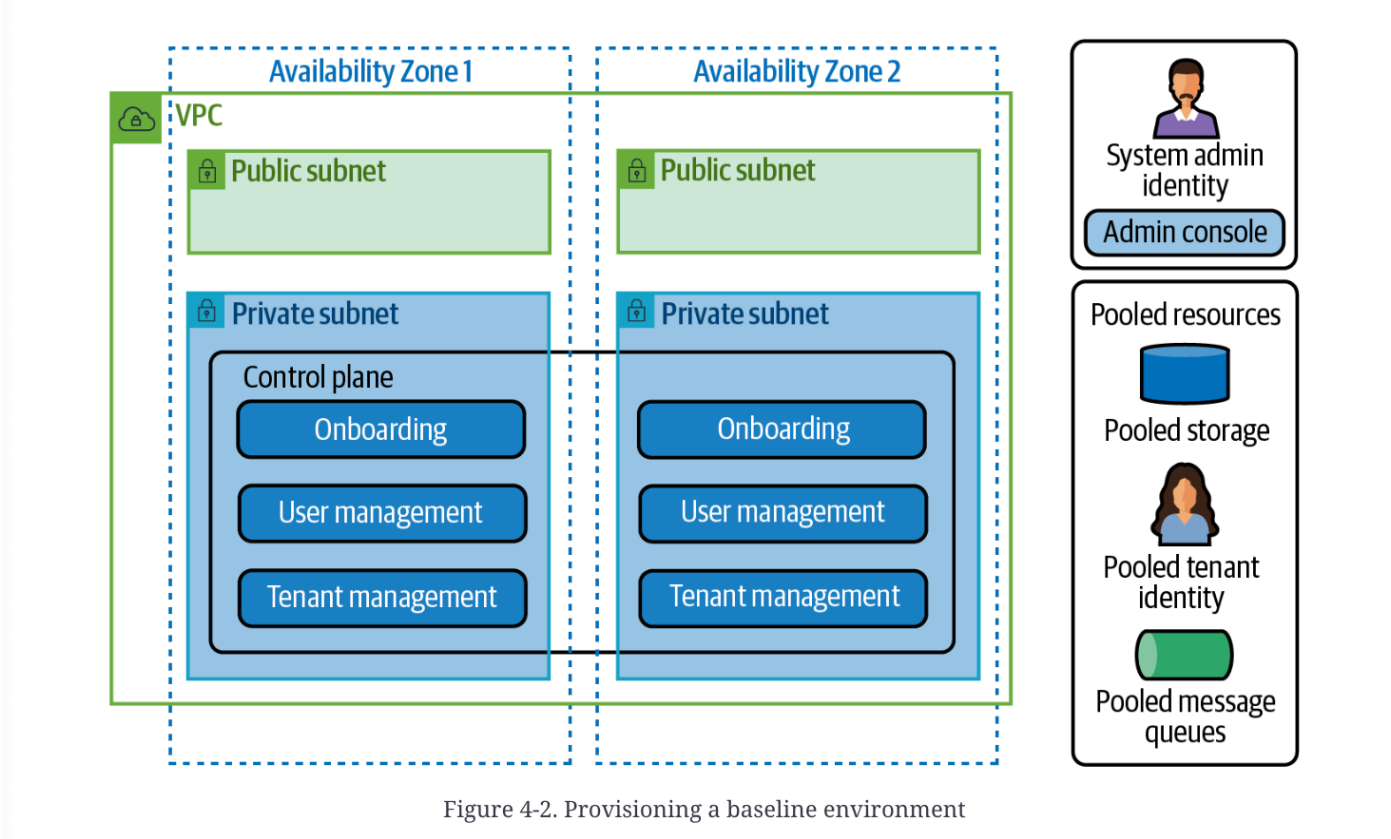 Availability Zone 1
Availability Zone 2
VPC
Public subnet
Public subnet
Private subnet
Private subnet
Control plane
Onboarding
Onboarding
User management
User management
Tenant management
Tenant management
System admin
identity
Admin console
Pooled resources
Pooled storage
Pooled tenant
identity
Pooled message
queues
Figure 4-2. Provisioning a baseline environment